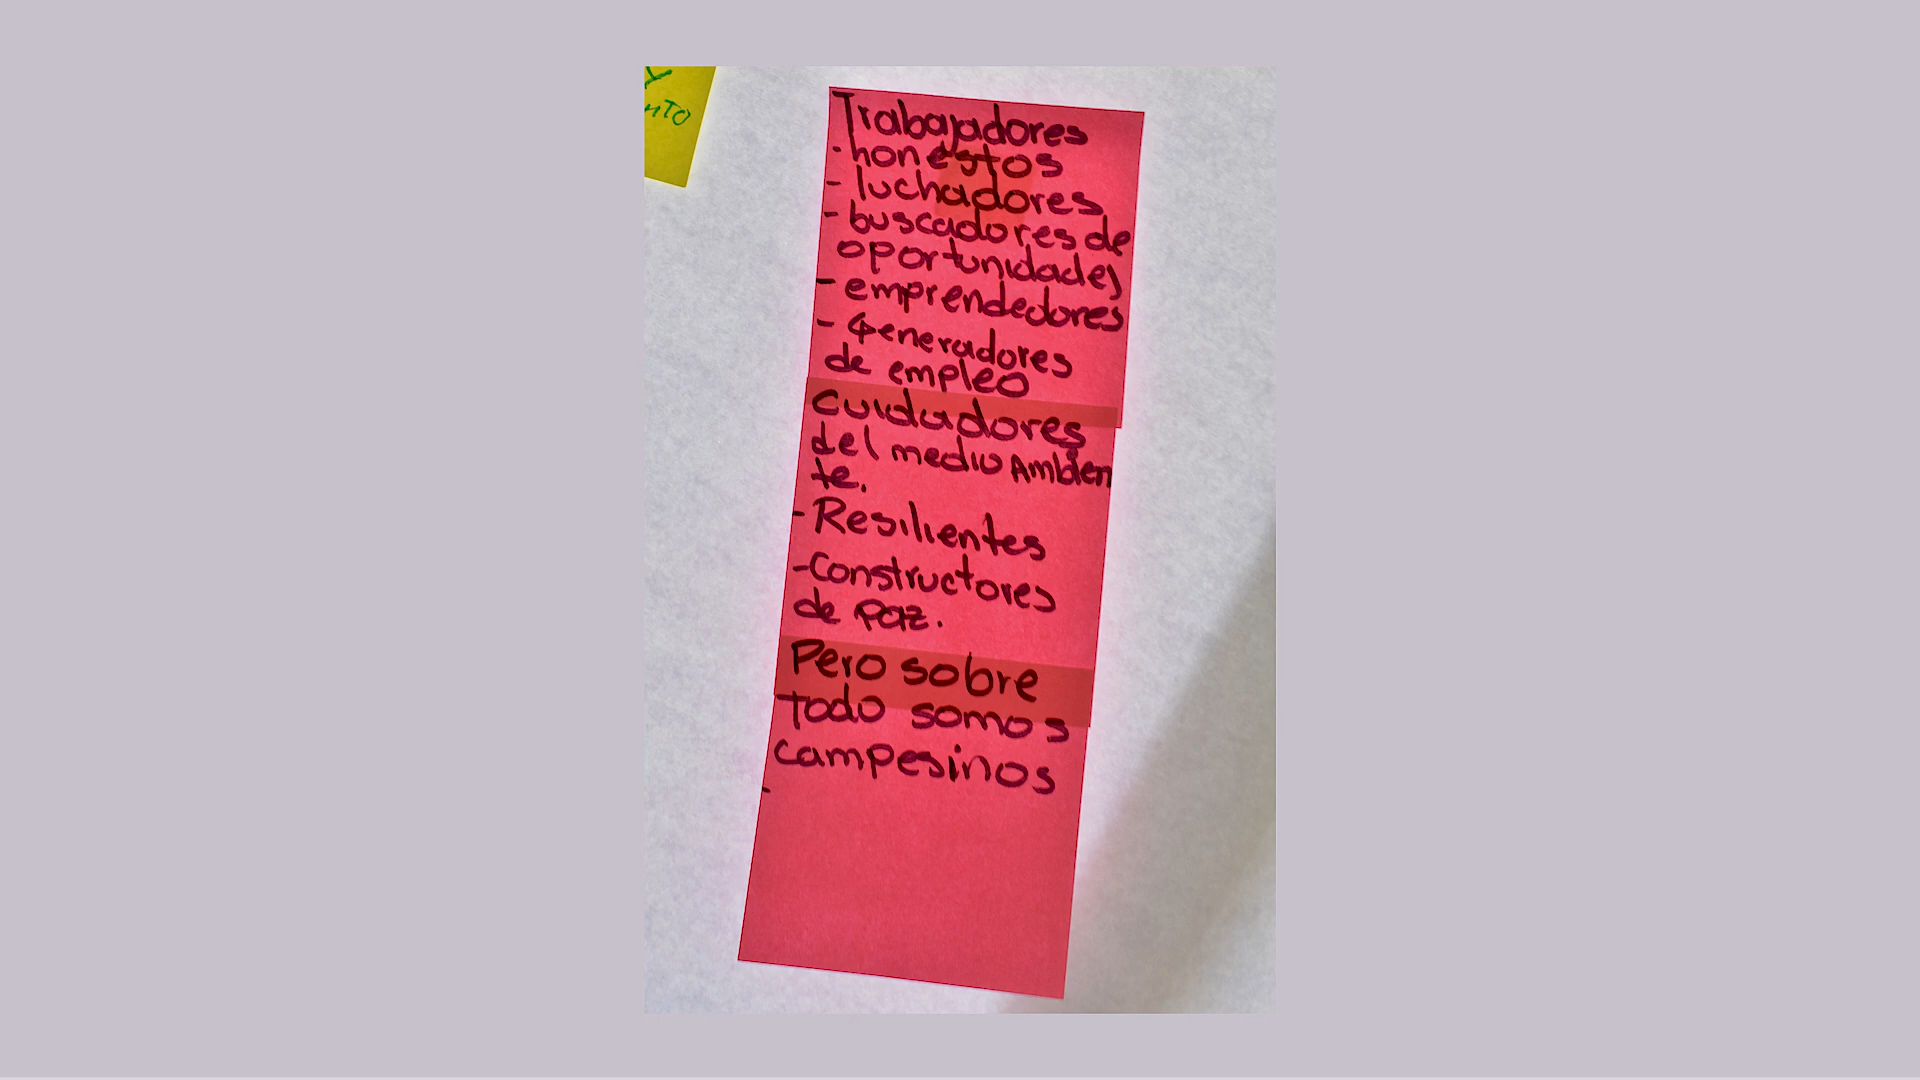 Y
nto
Trabajadores
- honestos
- luchadores
- buscadores de
oportunidades
- emprendedores
- Generadores
de empleo
Cuidadores
del medio Ambien
te.
- Resilientes
- Constructores
de paz.
Pero sobre
todo somos
campesinos
-